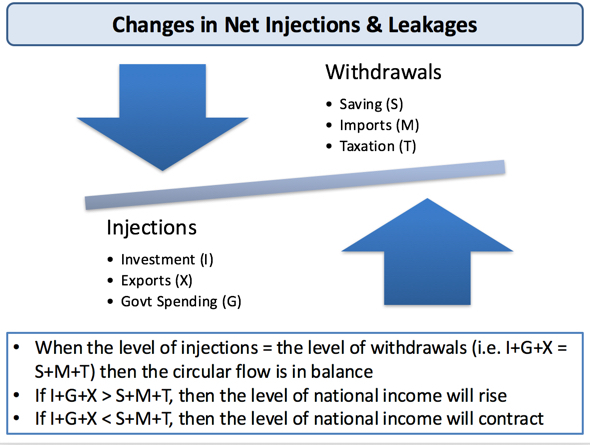 Changes in Net Injections & Leakages
Withdrawals
• Saving (S)
• Imports (M)
• Taxation (T)
Injections
• Investment (I)
• Exports (X)
• Govt Spending (G)
• When the level of injections = the level of withdrawals (i.e. I+G+X =
S+M+T) then the circular flow is in balance
• If I+G+X > S+M+T, then the level of national income will rise
• If I+G+X < S+M+T, then the level of national income will contract